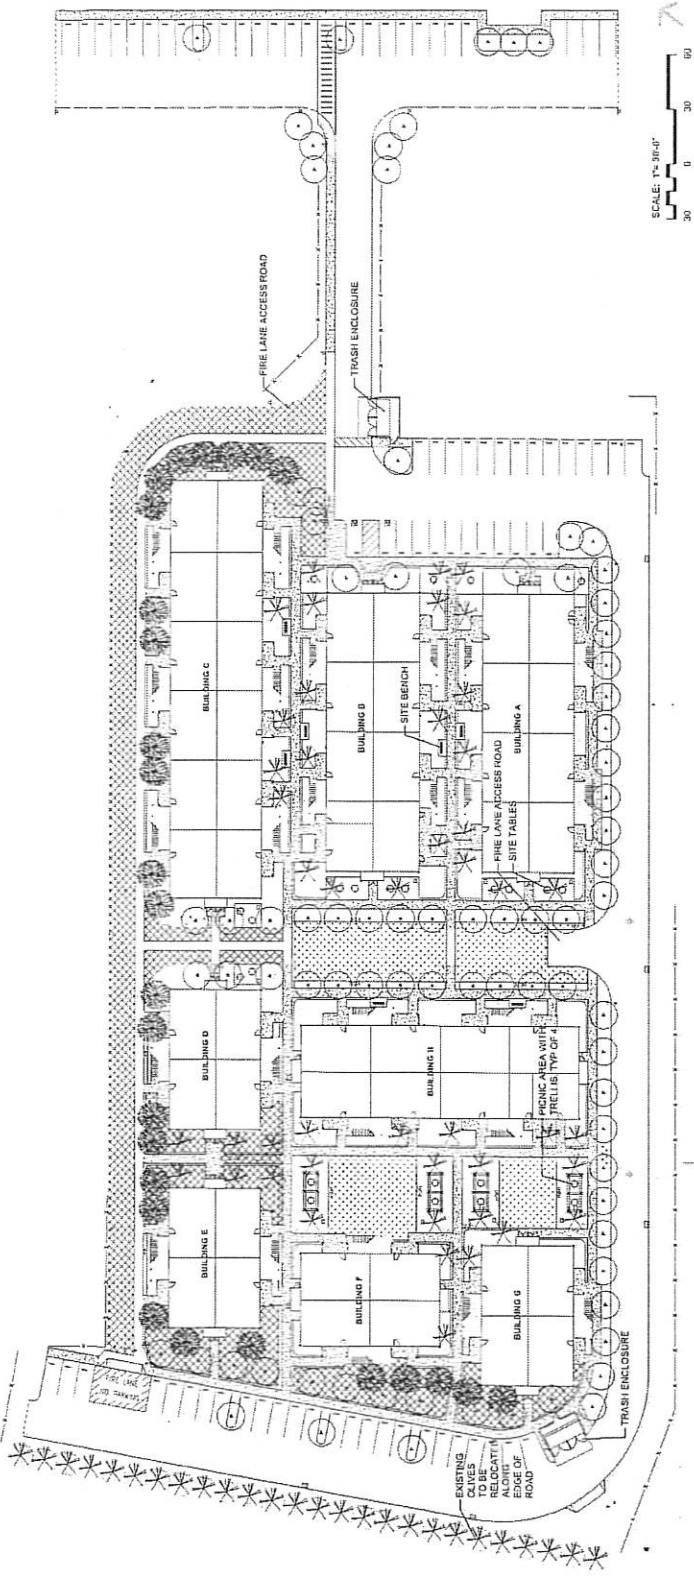 SCALE: 1"= 30'-0"
30 0 30 60
FIRE LANE ACCESS ROAD
TRASH ENCLOSURE
BUILDING C
BUILDING B
SITE BENCH
BUILDING A
FIRE LANE ACCESS ROAD
SITE TABLES
BUILDING D
BUILDING H
PICNIC AREA WITH
TRELLIS, TYP OF 4
BUILDING E
BUILDING F
BUILDING G
FIRE LANE
NO PARKING
EXISTING
OLIVES
TO BE
RELOCATED
ALONG
EDGE OF
ROAD
TRASH ENCLOSURE